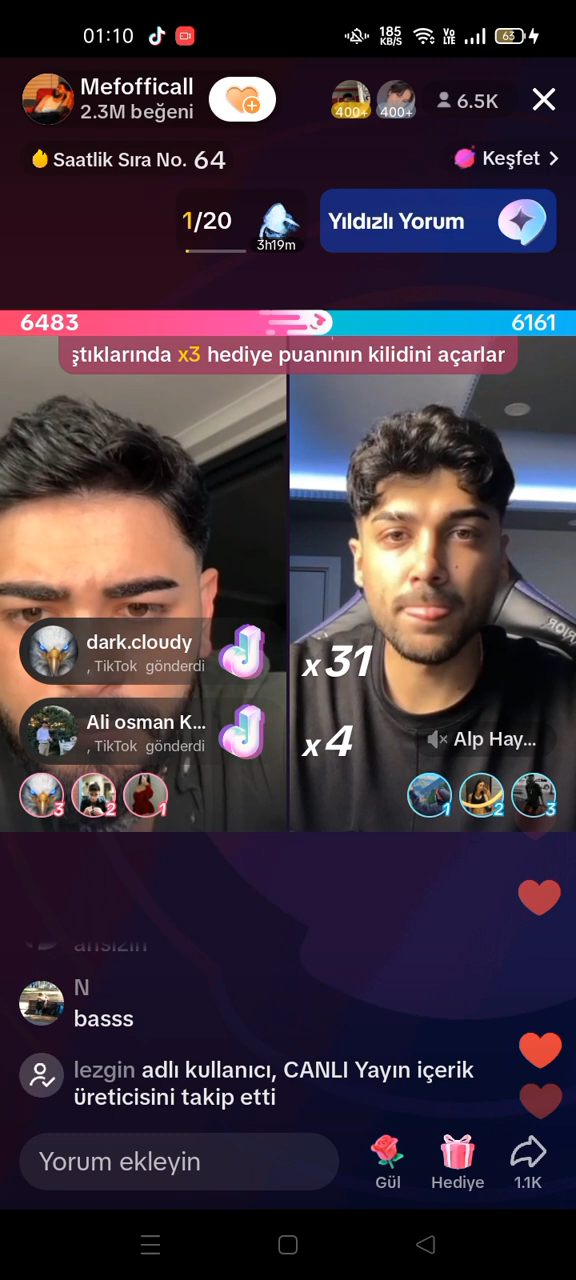 01:10
185 KB/S
Vo LTE
63
Mefofficall
2.3M beğeni
400+
400+
6.5K
Saatlik Sıra No. 64
Keşfet
1/20
3h19m
Yıldızlı Yorum
6483
6161
ştıklarında x3 hediye puanının kilidini açarlar
dark.cloudy
, TikTok gönderdi
x31
Ali osman K...
, TikTok gönderdi
x4
Alp Hay...
3
2
1
1
2
3
ansızın
N
basss
lezgin adlı kullanıcı, CANLI Yayın içerik
üreticisini takip etti
Yorum ekleyin
Gül
Hediye
1.1K